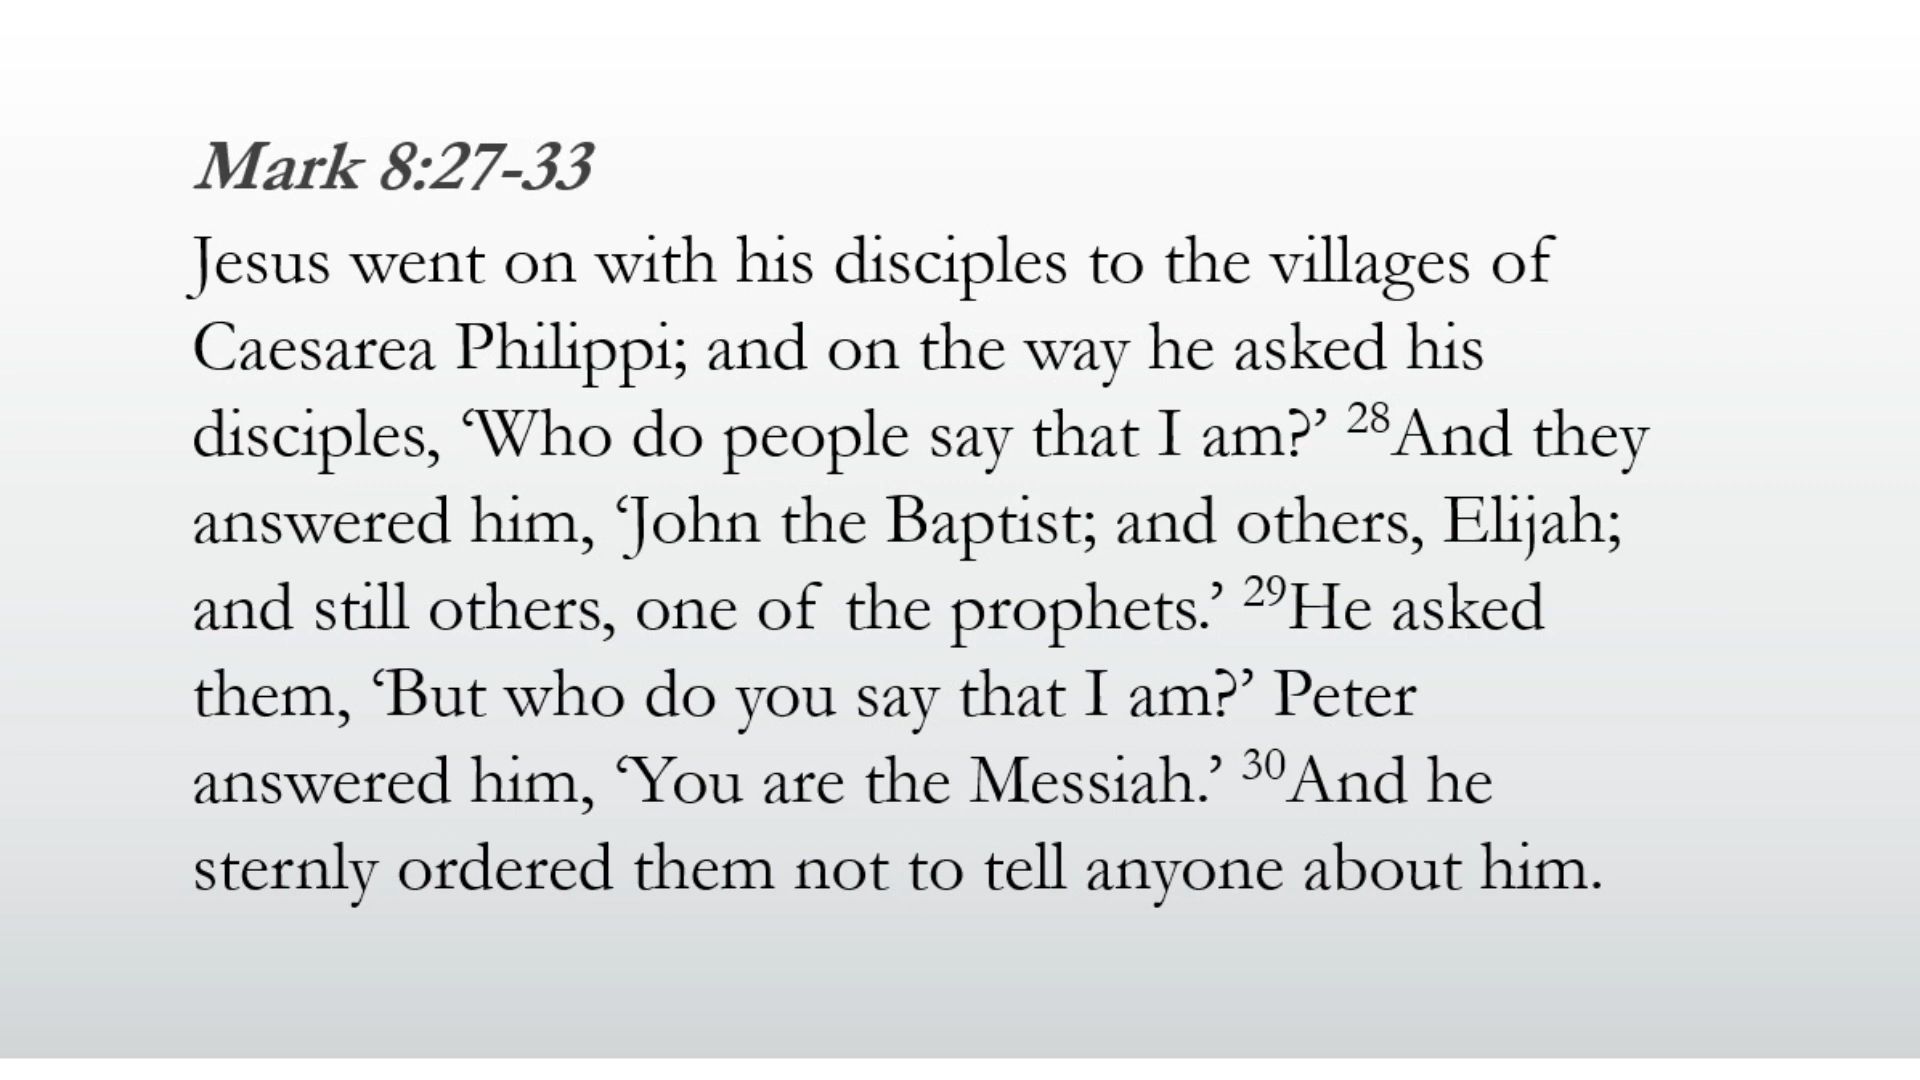 Mark 8:27-33
Jesus went on with his disciples to the villages of
Caesarea Philippi; and on the way he asked his
disciples, ‘Who do people say that I am?’ 28And they
answered him, ‘John the Baptist; and others, Elijah;
and still others, one of the prophets.’ 29He asked
them, ‘But who do you say that I am?’ Peter
answered him, ‘You are the Messiah.’ 30And he
sternly ordered them not to tell anyone about him.